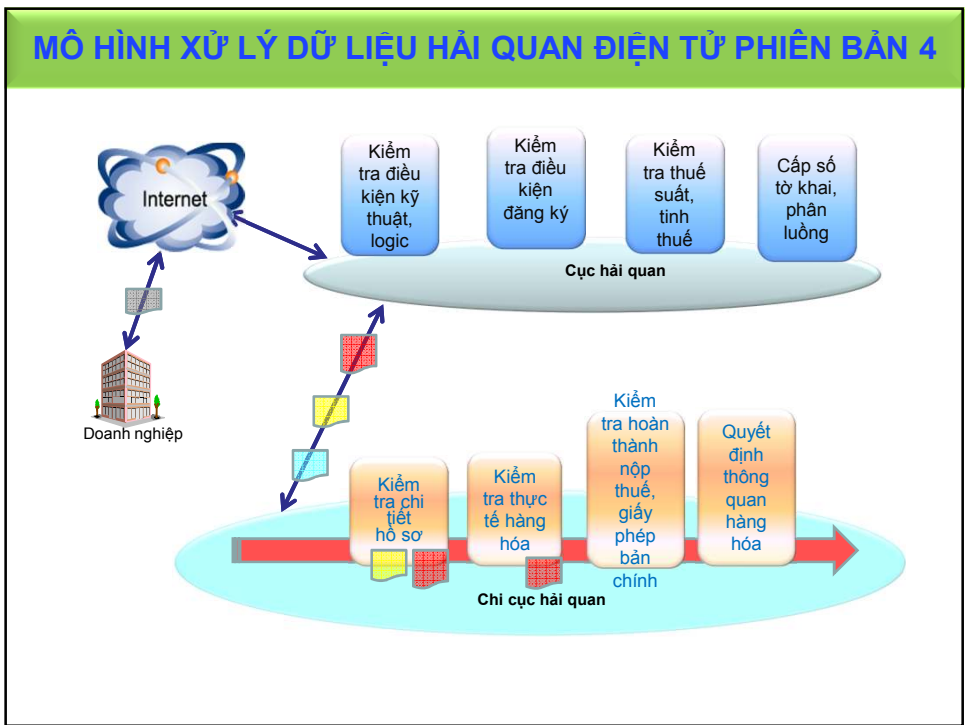 MÔ HÌNH XỬ LÝ DỮ LIỆU HẢI QUAN ĐIỆN TỬ PHIÊN BẢN 4
Internet
Kiểm
tra điều
kiện kỹ
thuật,
logic
Kiểm
tra điều
kiện
đăng ký
Kiểm
tra thuế
suất,
tinh
thuế
Cấp số
tờ khai,
phân
luồng
Cục hải quan
Doanh nghiệp
Kiểm
tra chi
tiết
hồ sơ
Kiểm
tra thực
tế hàng
hóa
Kiểm
tra hoàn
thành
nộp
thuế,
giấy
phép
bản
chính
Quyết
định
thông
quan
hàng
hóa
Chi cục hải quan